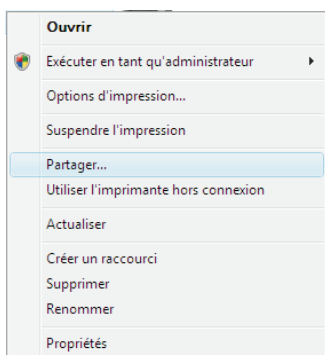 Ouvrir
Exécuter en tant qu'administrateur
Options d'impression...
Suspendre l'impression
Partager...
Utiliser l'imprimante hors connexion
Actualiser
Créer un raccourci
Supprimer
Renommer
Propriétés